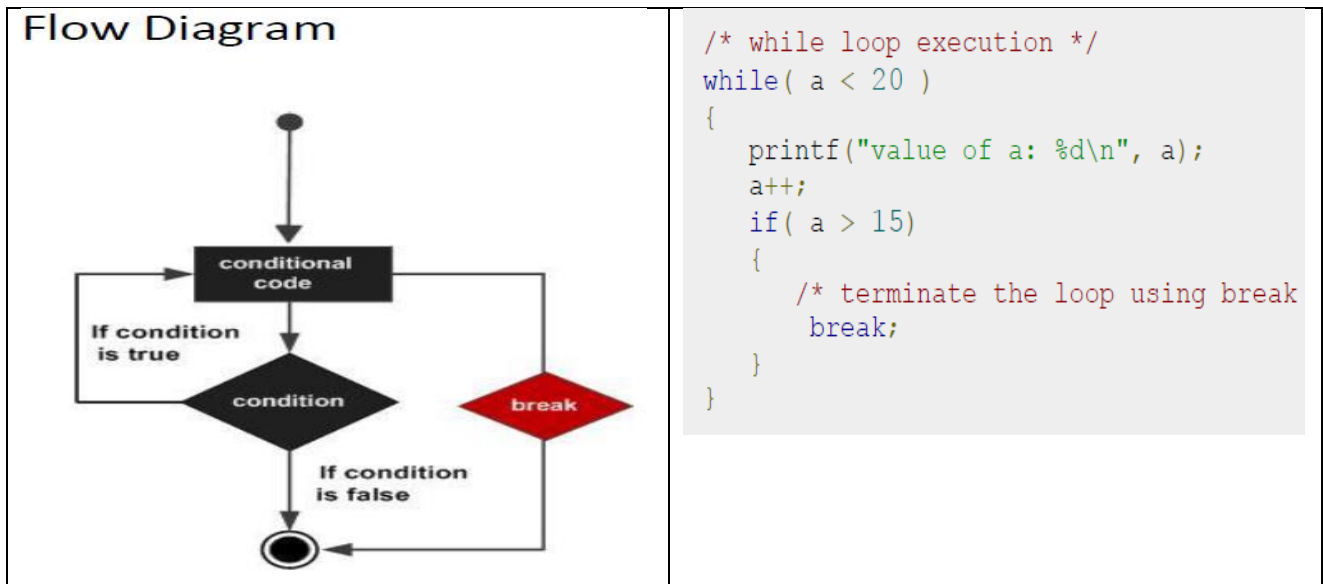 Flow Diagram
conditional
code
If condition
is true
condition
break
If condition
is false
/* while loop execution */
while( a < 20 )
{
printf("value of a: %d\n", a);
a++;
if( a > 15)
{
/* terminate the loop using break
break;
}
}